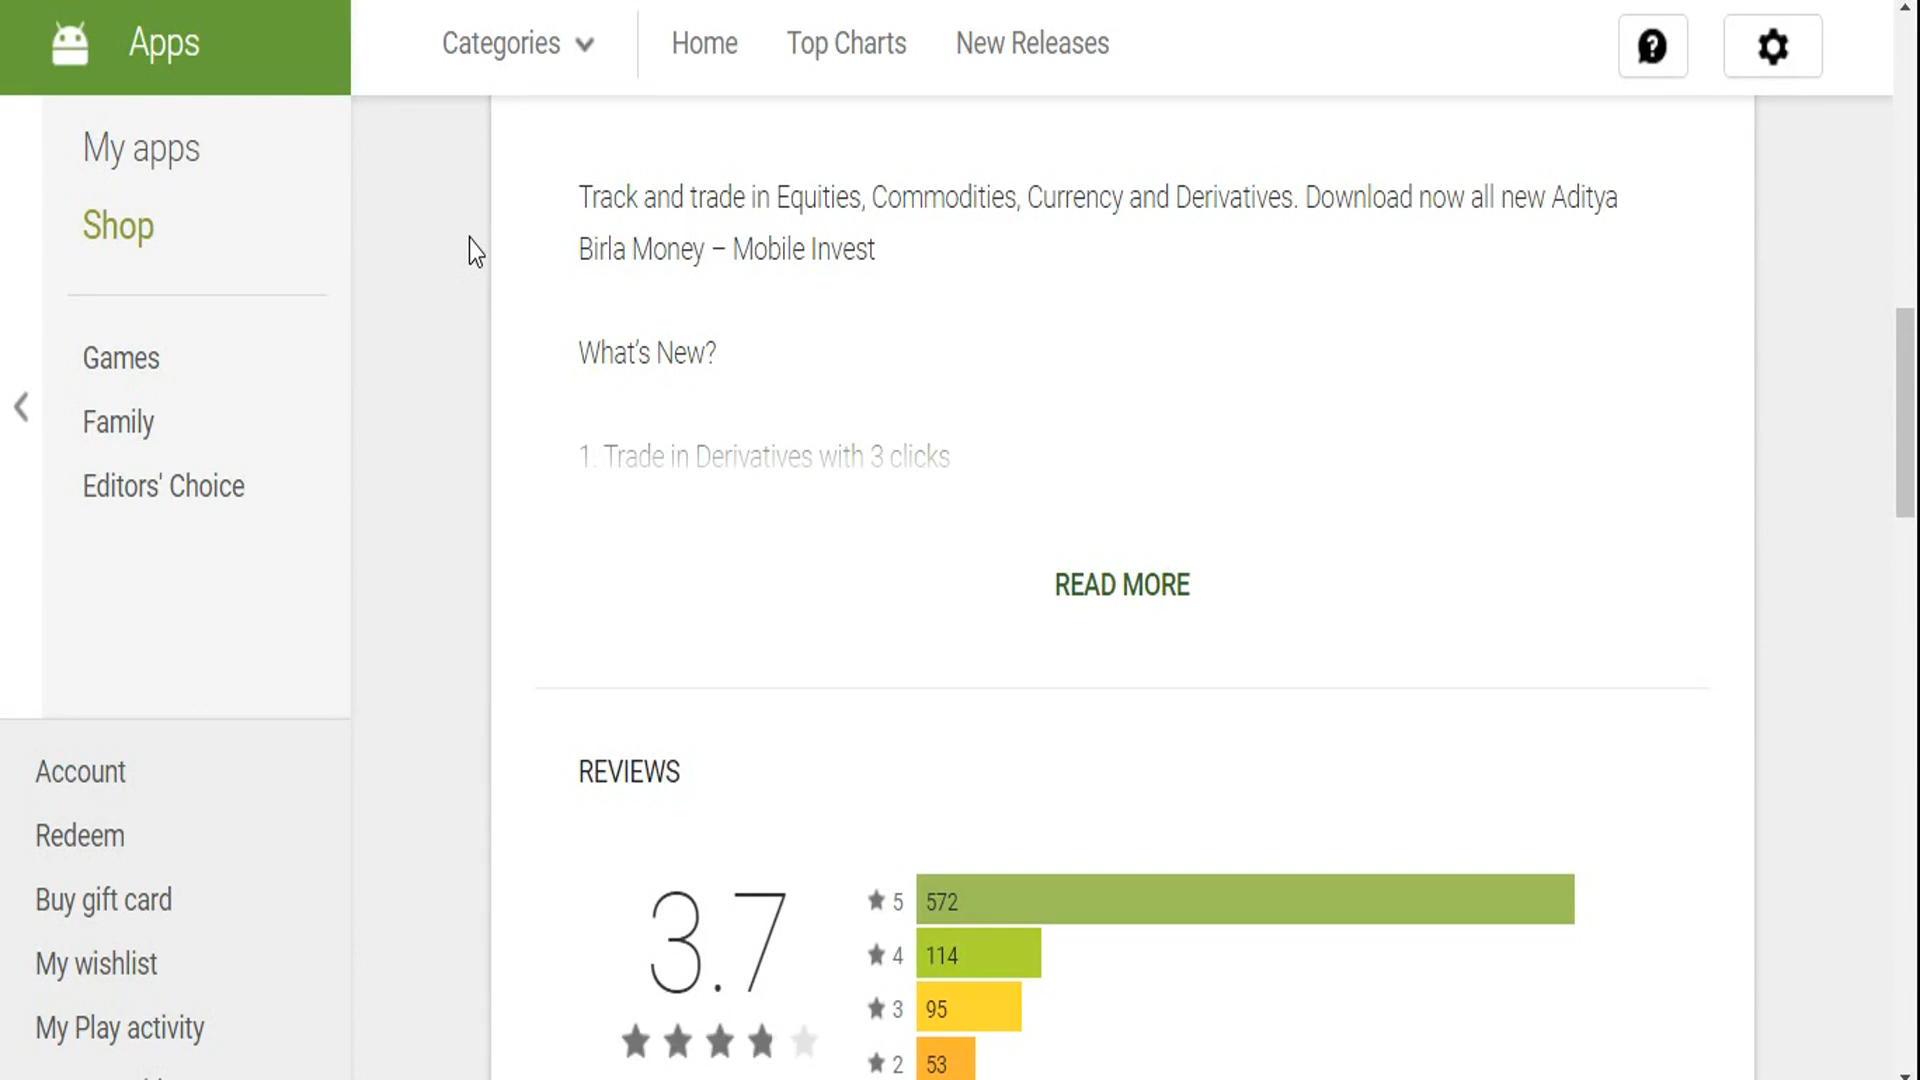 Apps
Categories
Home
Top Charts
New Releases
My apps
Shop
Games
Family
Editors' Choice
Account
Redeem
Buy gift card
My wishlist
My Play activity
Track and trade in Equities, Commodities, Currency and Derivatives. Download now all new Aditya
Birla Money – Mobile Invest
What's New?
1. Trade in Derivatives with 3 clicks
READ MORE
REVIEWS
3.7
5 572
4 114
3 95
2 53